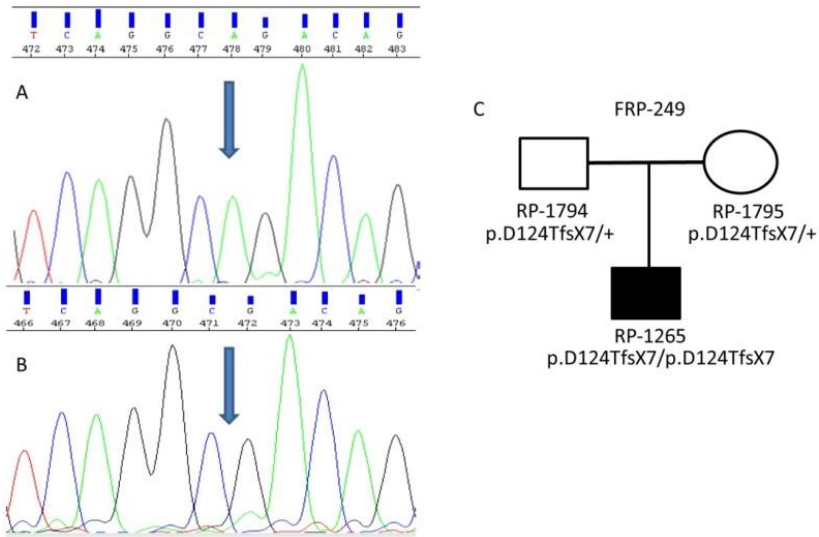 T C A G G C A G A C A G
472 473 474 475 476 477 478 479 480 481 482 483
A
T C A G G C G A C A G
466 467 468 469 470 471 472 473 474 475 476
B
C
FRP-249
RP-1794
p.D124TfsX7/+
RP-1795
p.D124TfsX7/+
RP-1265
p.D124TfsX7/p.D124TfsX7